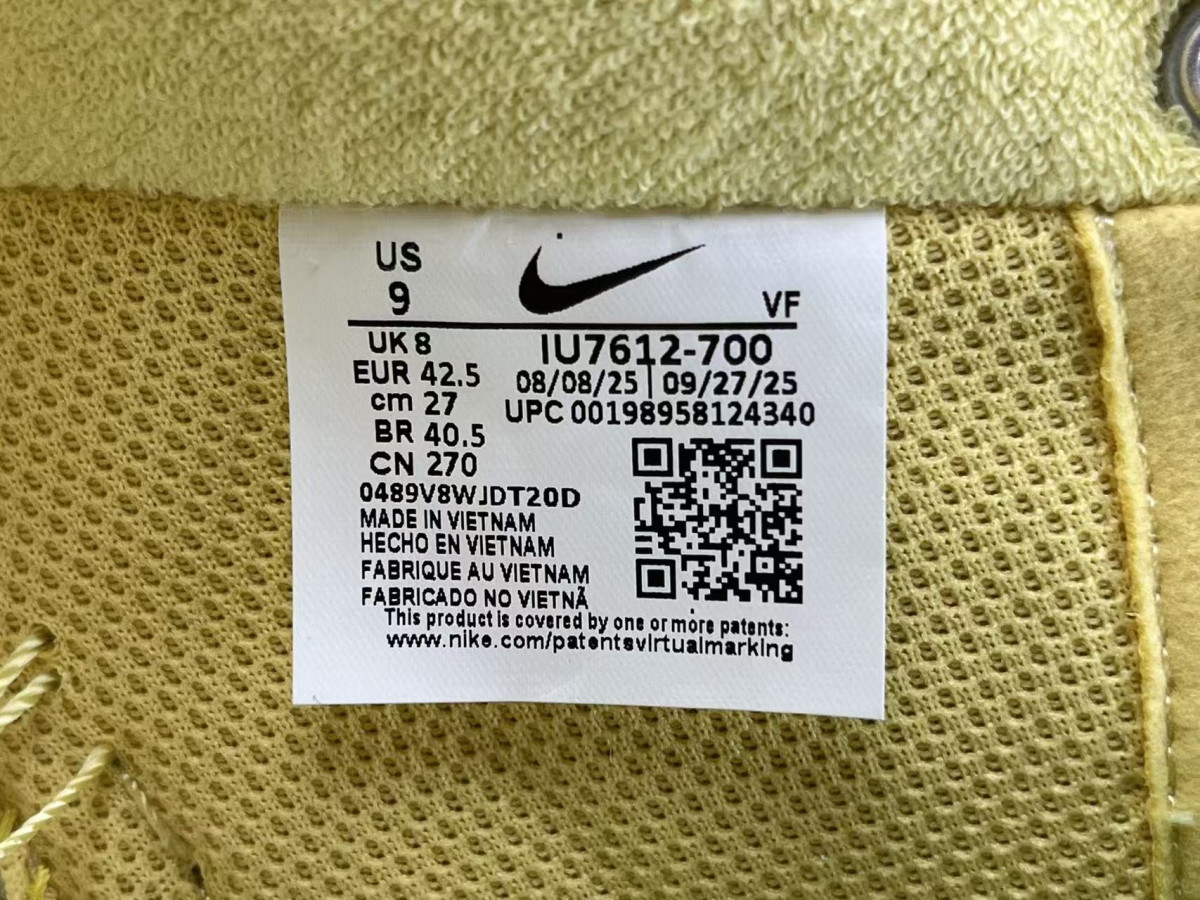 US
9
VF
UK 8
IU7612-700
EUR 42.5
08/08/25 | 09/27/25
cm 27
UPC 00198958124340
BR 40.5
CN 270
0489V8WJDT20D
MADE IN VIETNAM
HECHO EN VIETNAM
FABRIQUE AU VIETNAM
FABRICADO NO VIETNÃ
This product is covered by one or more patents:
www.nike.com/patentsvirtualmarking